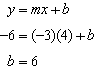 y = mx + b
−6 = (−3)(4) + b
b = 6